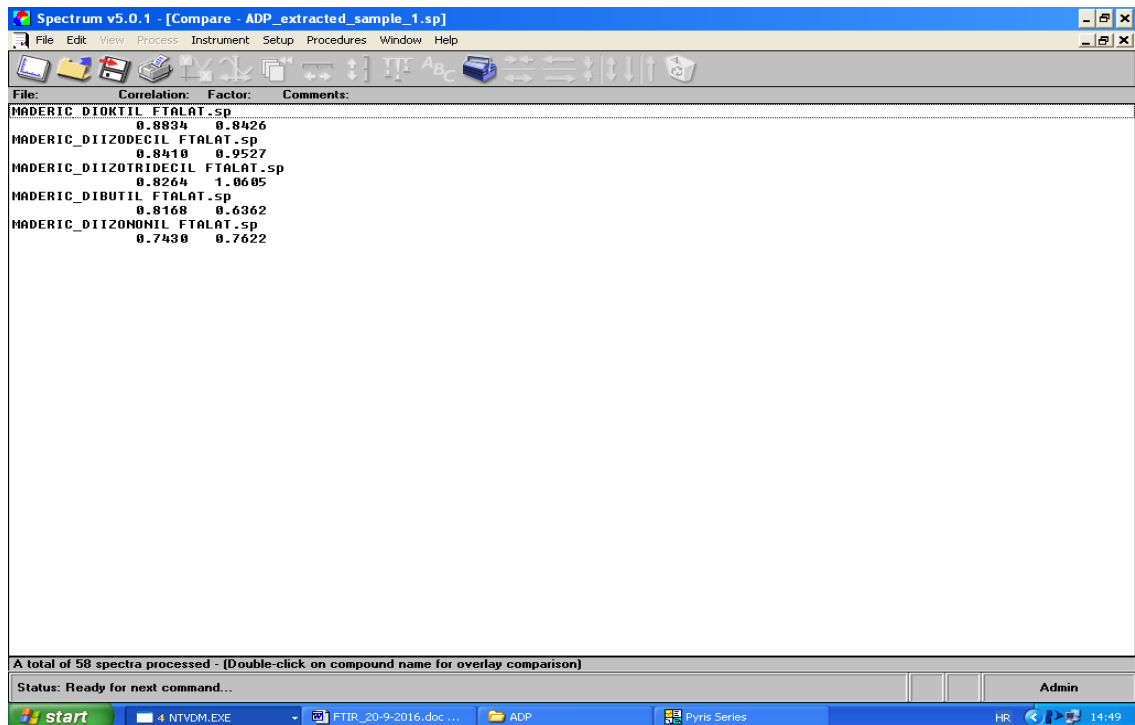 Spectrum v5.0.1 - [Compare - ADP_extracted_sample_1.sp]
File Edit View Process Instrument Setup Procedures Window Help
ABC
File: Correlation: Factor: Comments:
MADERIC DIOKTIL FTALAT.sp
0.8834 0.8426
MADERIC_DIIZODECIL FTALAT.sp
0.8410 0.9527
MADERIC_DIIZOTRIDECIL FTALAT.sp
0.8264 1.0605
MADERIC_DIBUTIL FTALAT.sp
0.8168 0.6362
MADERIC_DIIZONONIL FTALAT.sp
0.7430 0.7622
A total of 58 spectra processed - (Double-click on compound name for overlay comparison)
Status: Ready for next command... Admin
start 4 NTVDM.EXE FTIR_20-9-2016.doc ... ADP Pyris Series HR 14:49